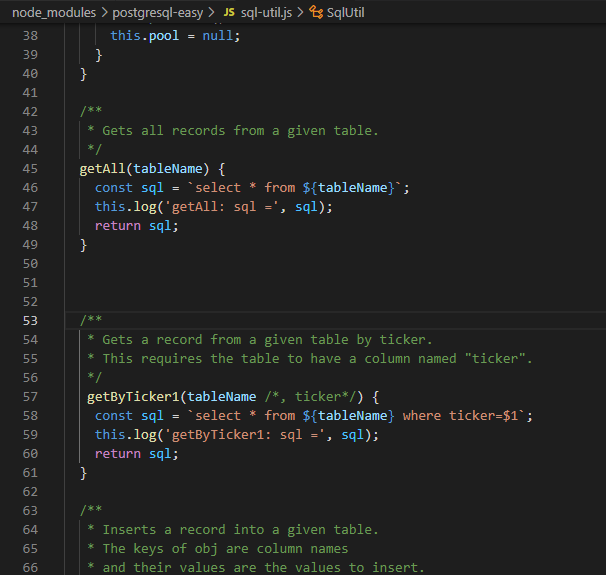 node_modules > postgresql-easy > JS sql-util.js > SqlUtil
38 this.pool = null;
39 }
40 }
41
42 /**
43 * Gets all records from a given table.
44 */
45 getAll(tableName) {
46 const sql = `select * from ${tableName}`;
47 this.log('getAll: sql =', sql);
48 return sql;
49 }
50
51
52
53 /**
54 * Gets a record from a given table by ticker.
55 * This requires the table to have a column named "ticker".
56 */
57 getByTicker1(tableName /*, ticker*/) {
58 const sql = `select * from ${tableName} where ticker=$1`;
59 this.log('getByTicker1: sql =', sql);
60 return sql;
61 }
62
63 /**
64 * Inserts a record into a given table.
65 * The keys of obj are column names
66 * and their values are the values to insert.